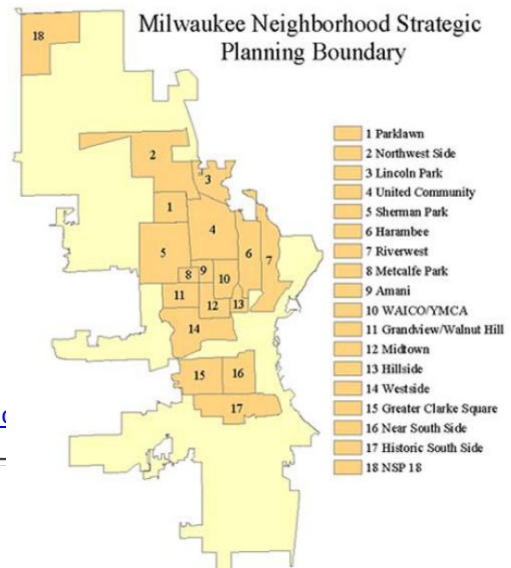 Milwaukee Neighborhood Strategic
Planning Boundary
18
2
3
1
4
5
6
7
8
9
10
11
12
13
14
15
16
17
1 Parklawn
2 Northwest Side
3 Lincoln Park
4 United Community
5 Sherman Park
6 Harambee
7 Riverwest
8 Metcalfe Park
9 Amani
10 WAICO/YMCA
11 Grandview/Walnut Hill
12 Midtown
13 Hillside
14 Westside
15 Greater Clarke Square
16 Near South Side
17 Historic South Side
18 NSP 18